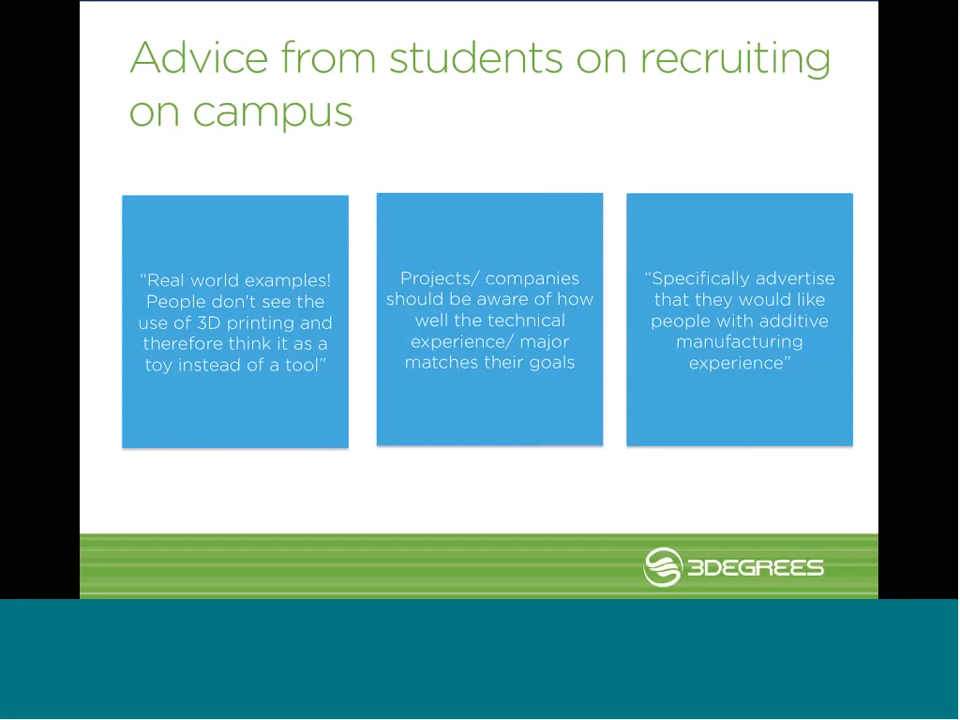 Advice from students on recruiting
on campus
“Real world examples!
People don't see the
use of 3D printing and
therefore think it as a
toy instead of a tool”
Projects/ companies
should be aware of how
well the technical
experience/ major
matches their goals
“Specifically advertise
that they would like
people with additive
manufacturing
experience”
3DEGREES